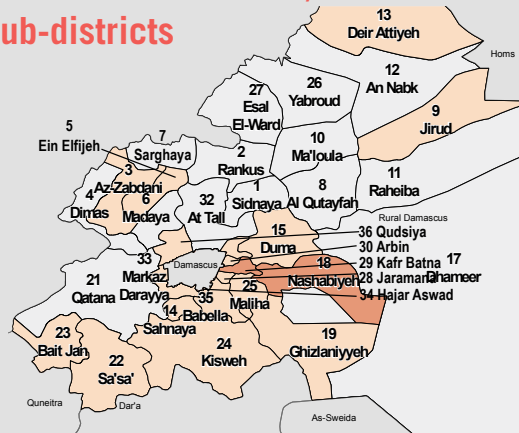 ub-districts
13
Deir Attiyeh
Homs
12
An Nabk
27
Esal
El-Ward
26
Yabroud
9
Jirud
5
Ein Elfijeh
7
Sarghaya
10
Ma'loula
2
Rankus
3
Az-Zabdani
11
Raheiba
4
Dimas
6
Madaya
32
At Tall
1
Sidnaya
8
Al Qutayfah
Rural Damascus
15
Duma
36 Qudsiya
30 Arbin
29 Kafr Batna
28 Jaramana
34 Hajar Aswad
17
Dhameer
18
Nashabiyeh
33
Markaz
Darayya
Damascus
21
Qatana
25
Maliha
35
Babella
14
Sahnaya
23
Bait Jan
22
Sa'sa'
24
Kisweh
19
Ghizlaniyyeh
Quneitra
Dar'a
As-Sweida